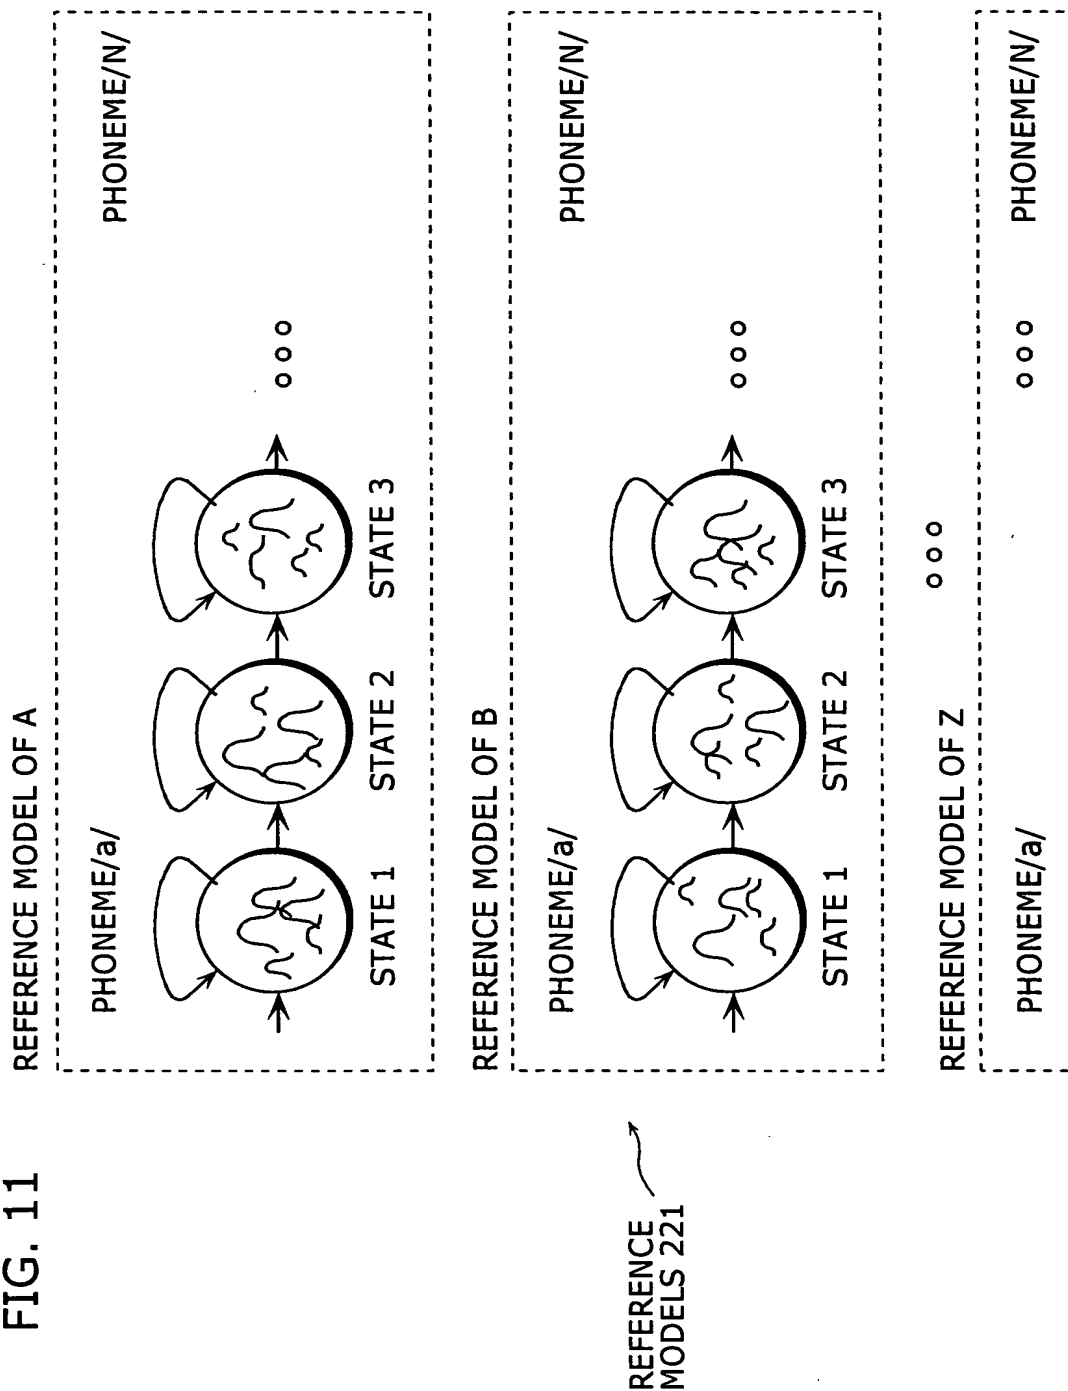 FIG. 11
REFERENCE MODEL OF A
PHONEME/a/
PHONEME/N/
STATE 1
STATE 2
STATE 3
REFERENCE MODEL OF B
PHONEME/a/
PHONEME/N/
STATE 1
STATE 2
STATE 3
REFERENCE
MODELS 221
REFERENCE MODEL OF Z
PHONEME/a/
PHONEME/N/